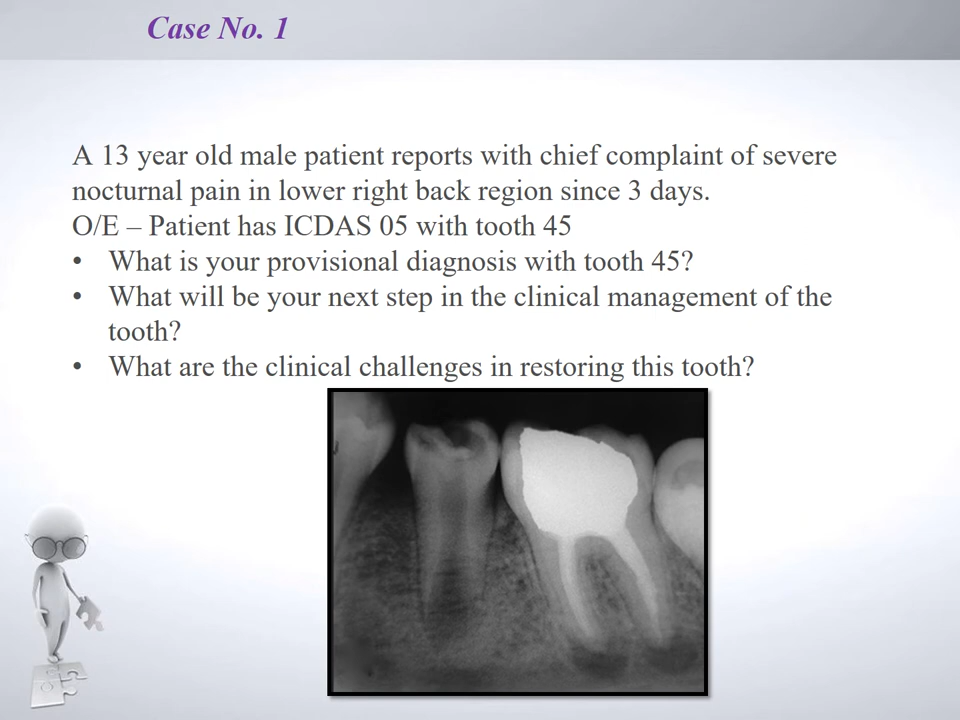 Case No. 1
A 13 year old male patient reports with chief complaint of severe
nocturnal pain in lower right back region since 3 days.
O/E – Patient has ICDAS 05 with tooth 45
• What is your provisional diagnosis with tooth 45?
• What will be your next step in the clinical management of the
tooth?
• What are the clinical challenges in restoring this tooth?